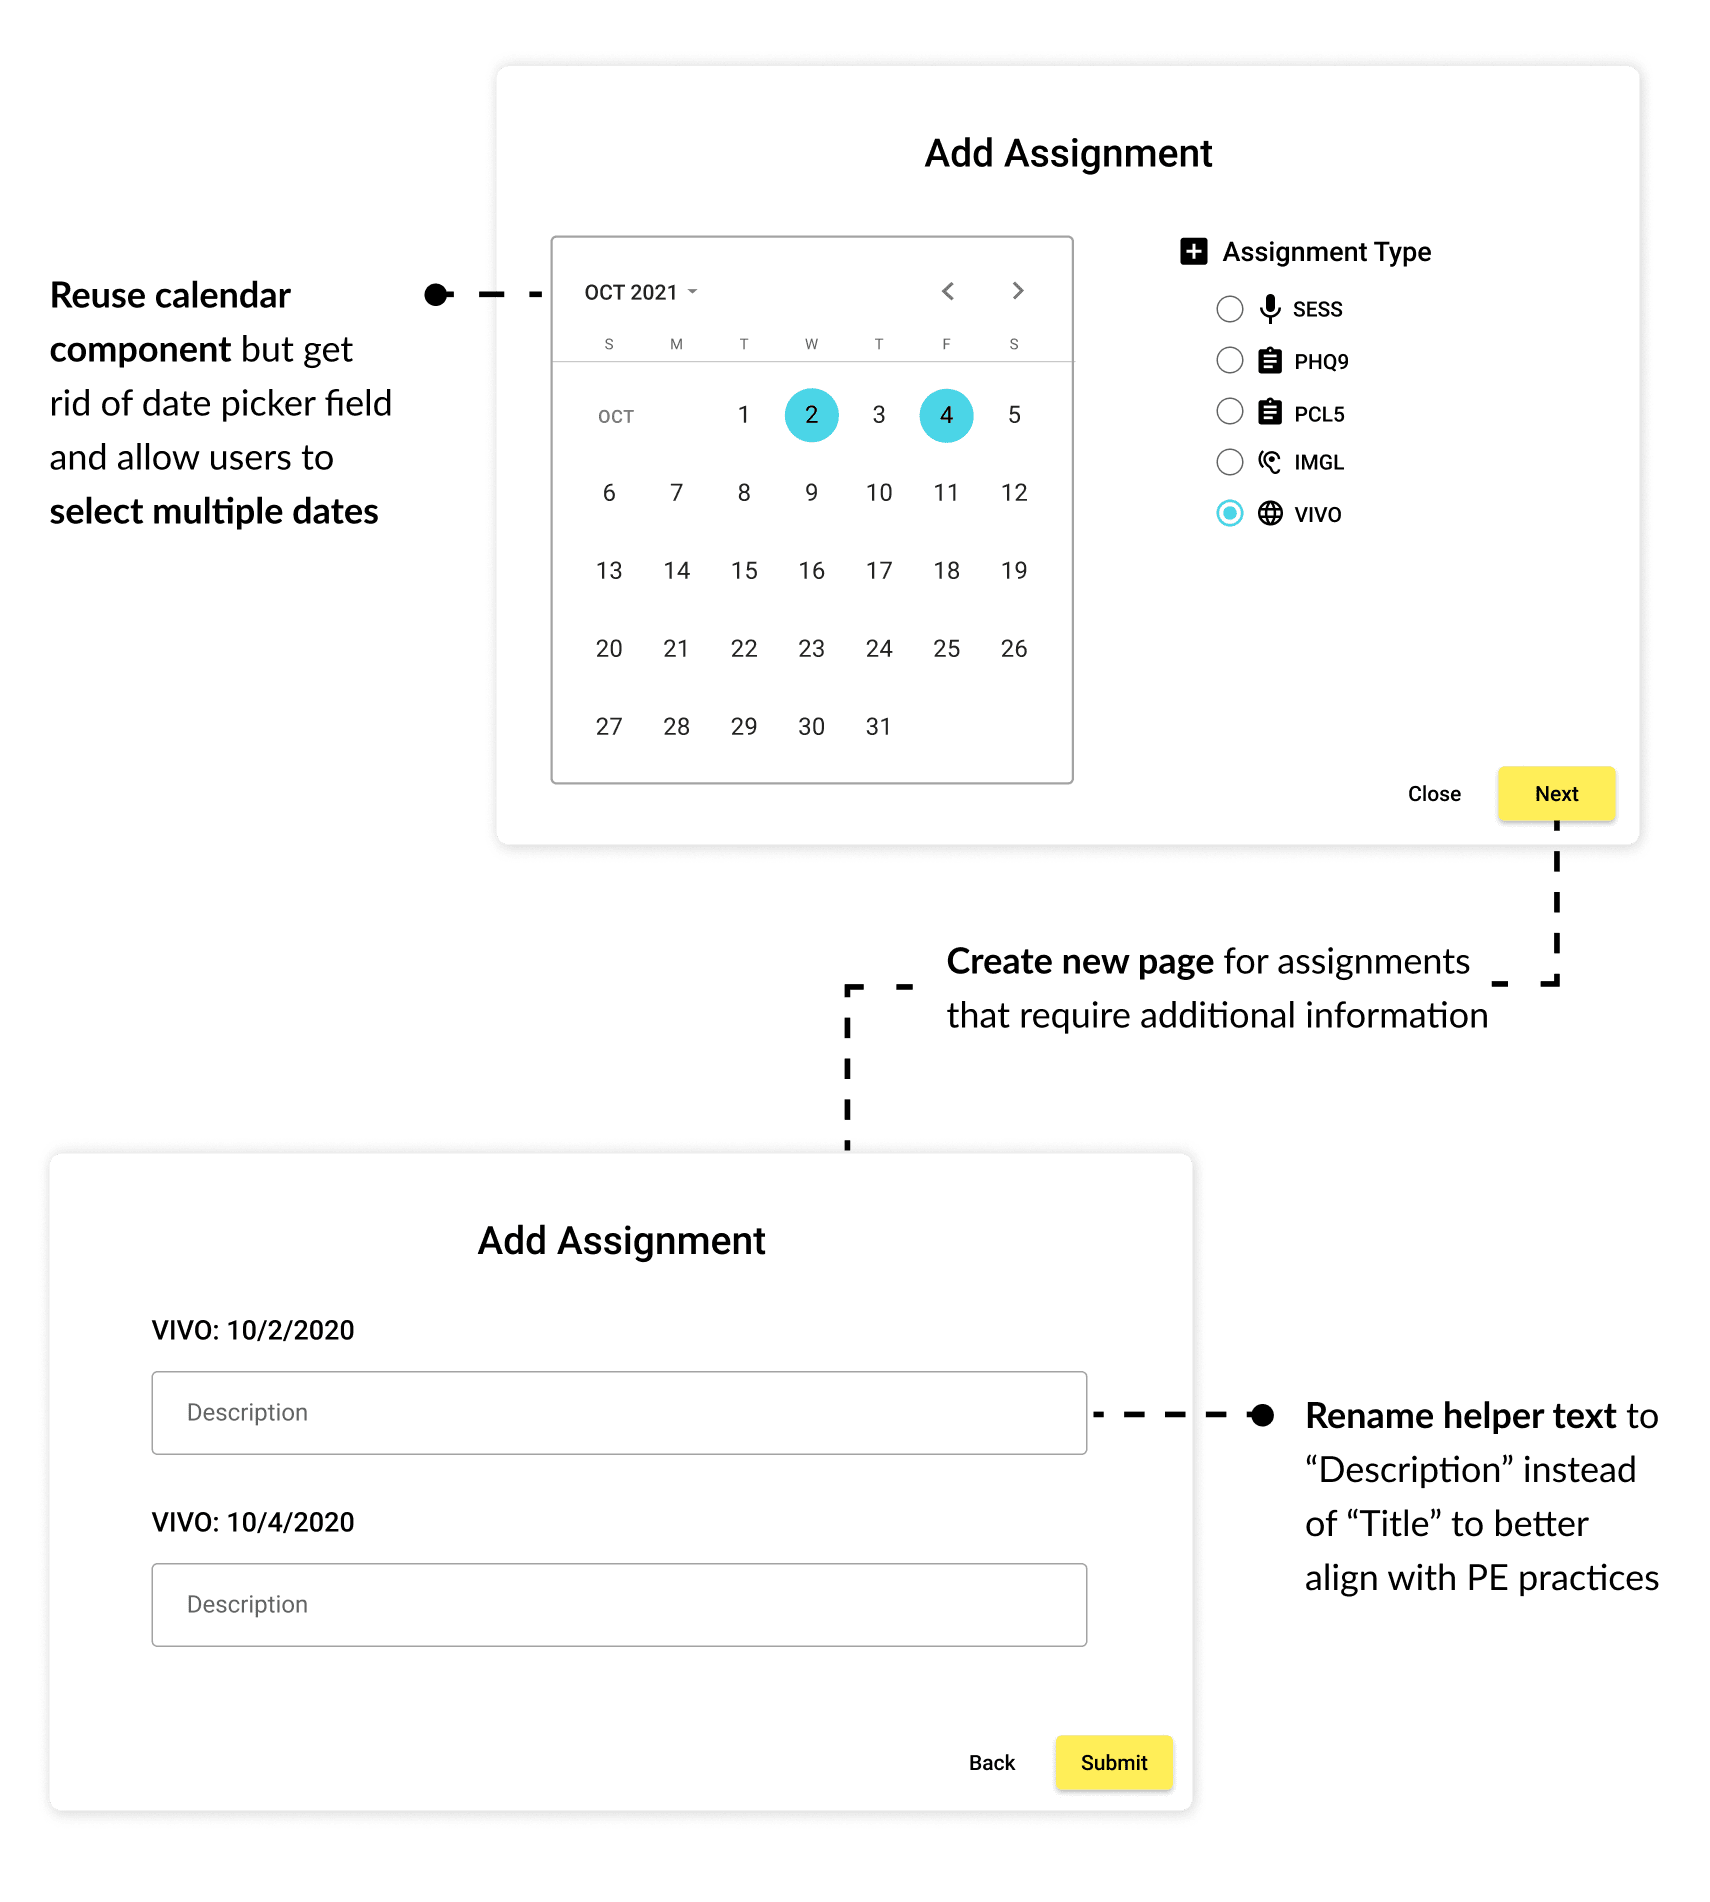 Add Assignment
Reuse calendar
component but get
rid of date picker field
and allow users to
select multiple dates
OCT 2021
S M T W T F S
OCT 1 2 3 4 5
6 7 8 9 10 11 12
13 14 15 16 17 18 19
20 21 22 23 24 25 26
27 28 29 30 31
Assignment Type
SESS
PHQ9
PCL5
IMGL
VIVO
Close Next
Create new page for assignments
that require additional information
Add Assignment
VIVO: 10/2/2020
Description
VIVO: 10/4/2020
Description
Back Submit
Rename helper text to
“Description” instead
of “Title” to better
align with PE practices